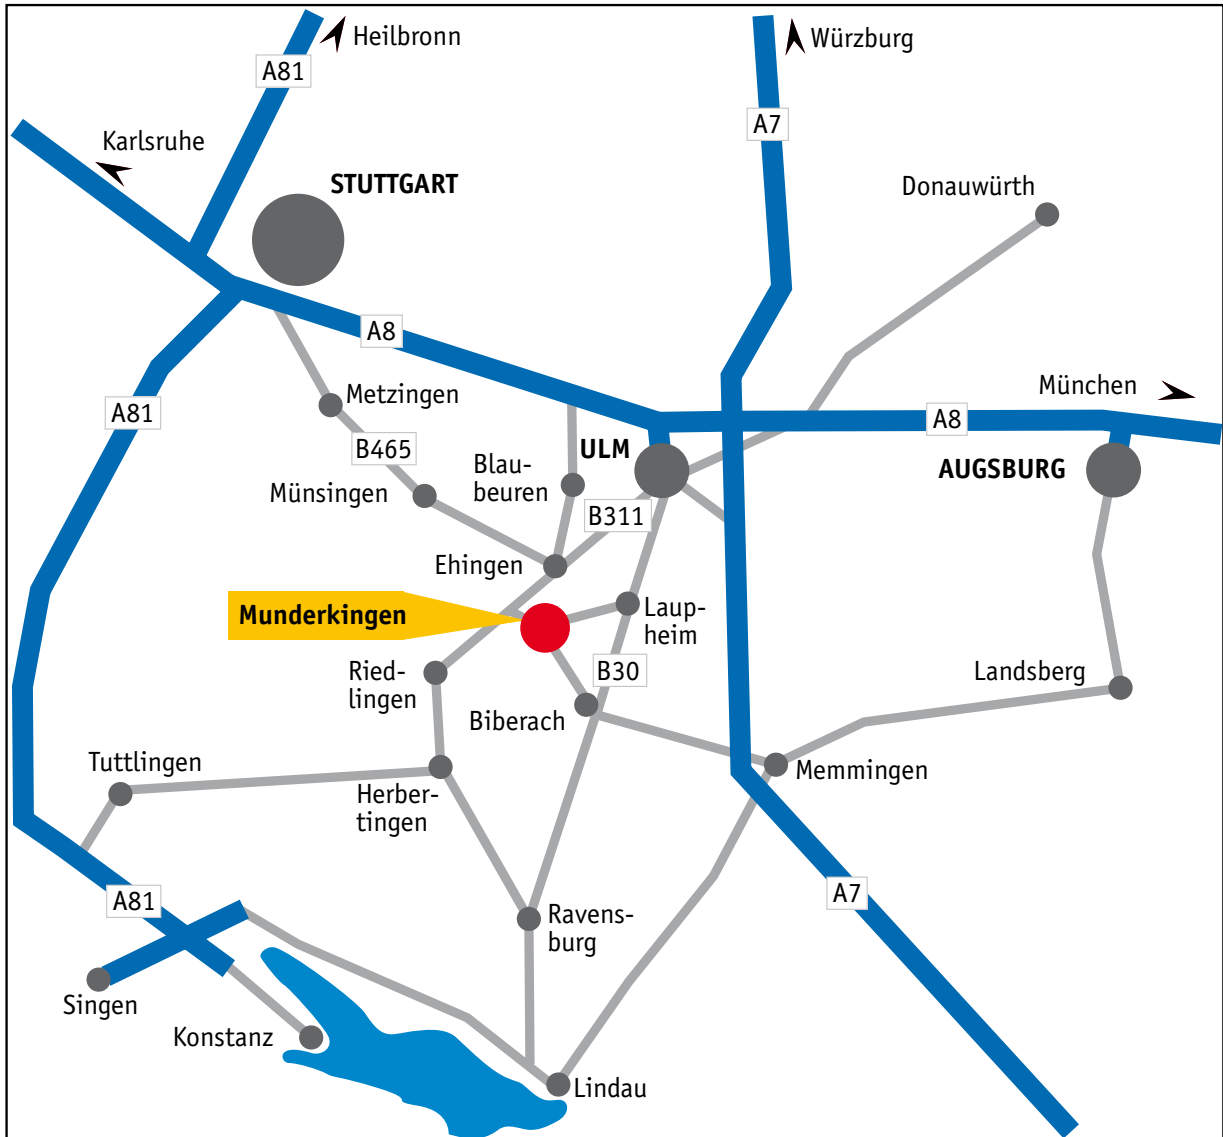 Heilbronn
Würzburg
A81
A7
Karlsruhe
STUTTGART
Donauwürth
A8
München
Metzingen
A81
A8
B465
ULM
Blau-
beuren
AUGSBURG
Münsingen
B311
Ehingen
Munderkingen
Laup-
heim
Ried-
lingen
B30
Landsberg
Biberach
Tuttlingen
Memmingen
Herber-
tingen
A81
A7
Ravens-
burg
Singen
Konstanz
Lindau